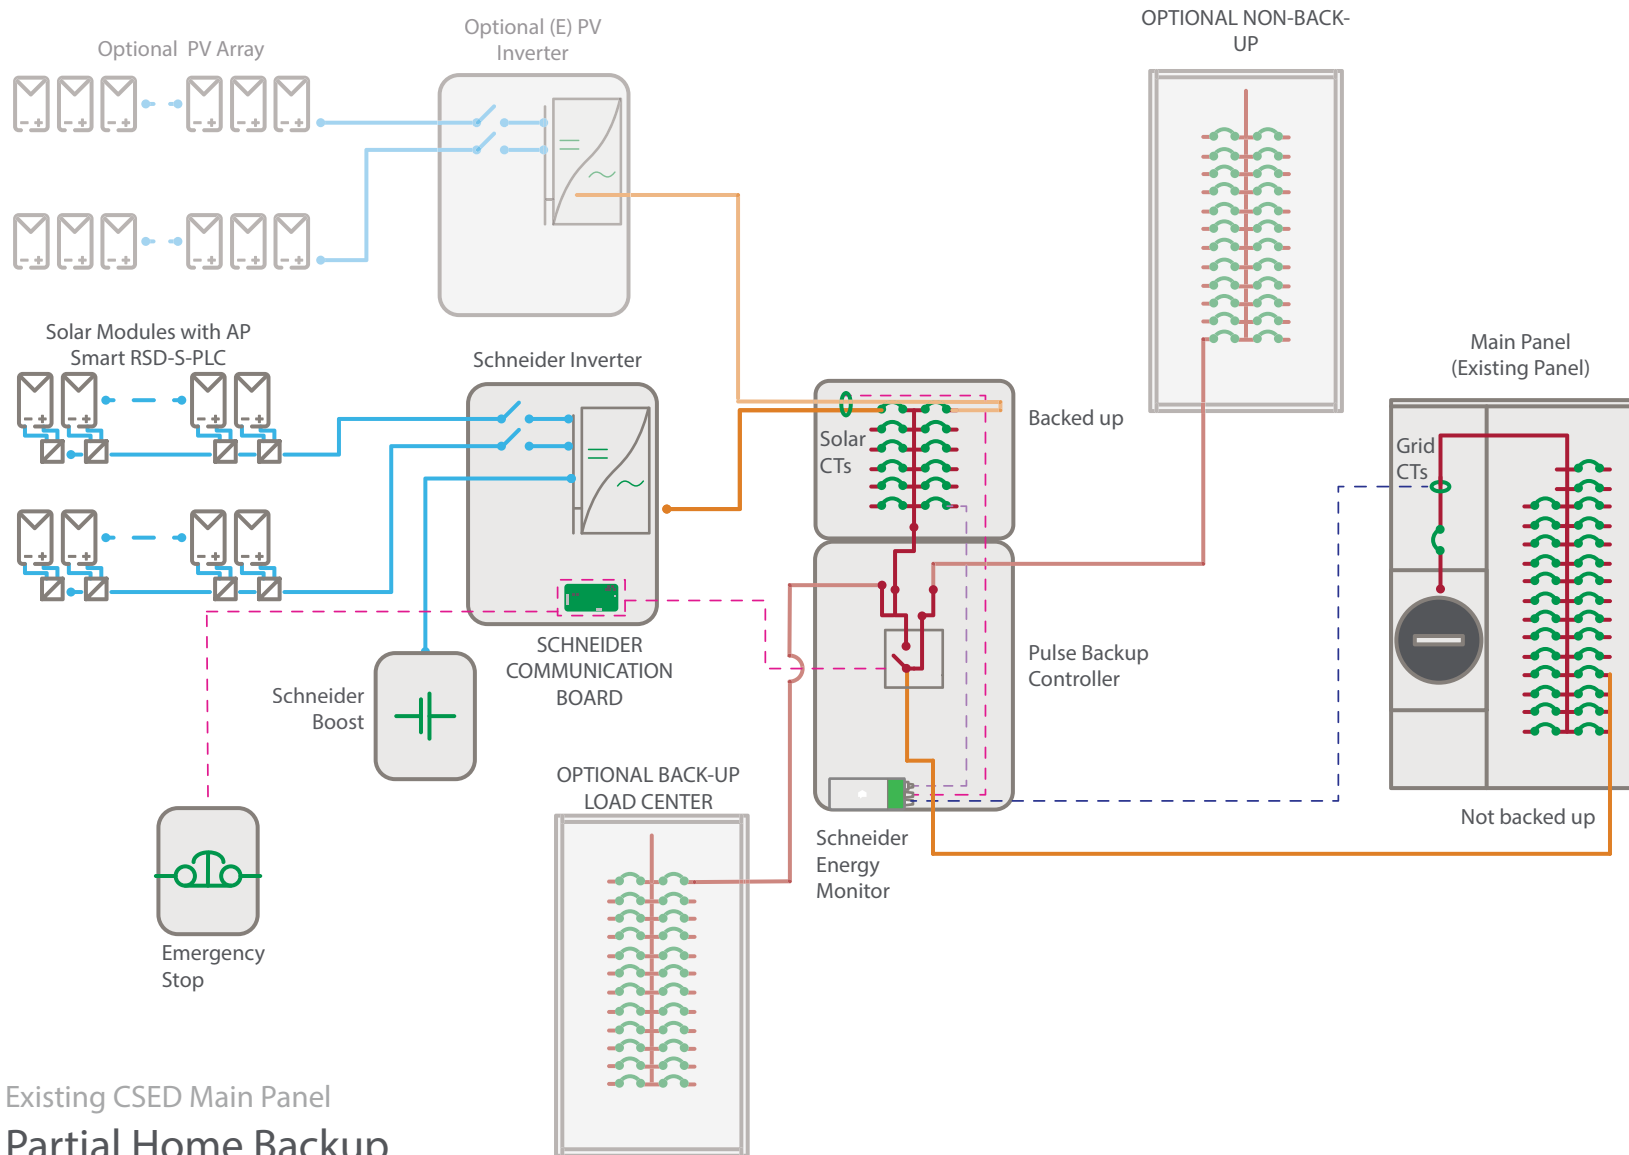 Optional PV Array
Optional (E) PV
Inverter
OPTIONAL NON-BACK-
UP
Solar Modules with AP
Smart RSD-S-PLC
Schneider Inverter
Main Panel
(Existing Panel)
Solar
CTs
Backed up
Grid
CTs
SCHNEIDER
COMMUNICATION
BOARD
Pulse Backup
Controller
Schneider
Boost
OPTIONAL BACK-UP
LOAD CENTER
Schneider
Energy
Monitor
Not backed up
Emergency
Stop
Existing CSED Main Panel
Partial Home Backup